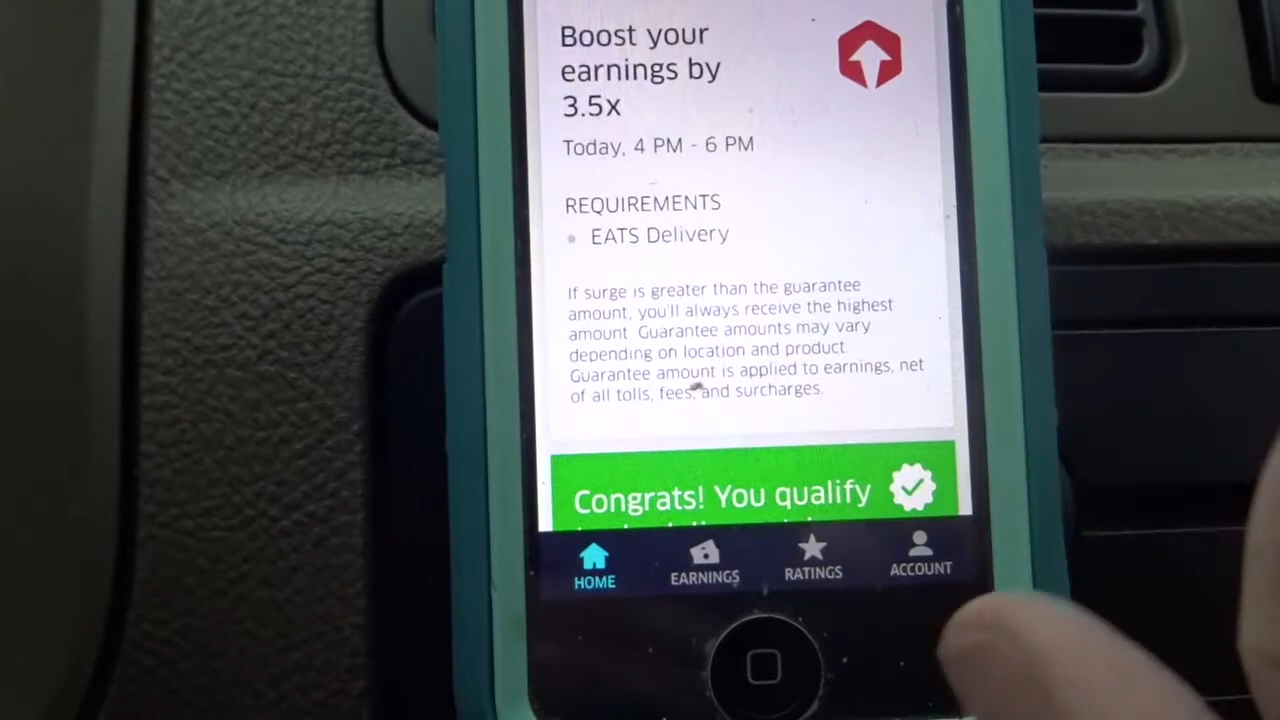 Boost your
earnings by
3.5x
Today, 4 PM - 6 PM
REQUIREMENTS
• EATS Delivery
If surge is greater than the guarantee
amount, you'll always receive the highest
amount. Guarantee amounts may vary
depending on location and product.
Guarantee amount is applied to earnings, net
of all tolls, fees, and surcharges.
Congrats! You qualify
HOME
EARNINGS
RATINGS
ACCOUNT